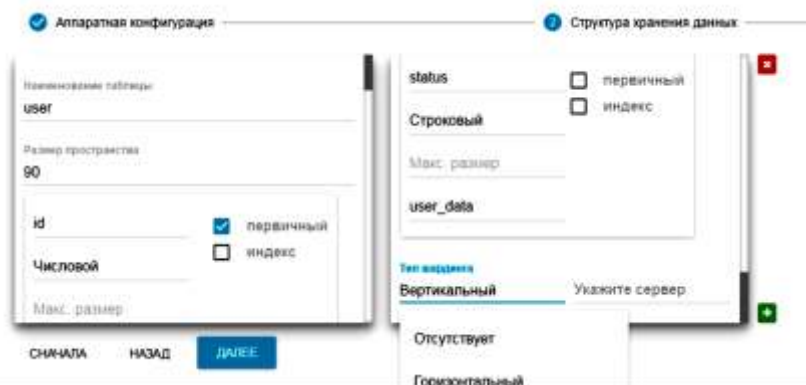 Аппаратная конфигурация
Структура хранения данных
Наименование таблицы
user
Размер пространства
90
id
первичный
индекс
Числовой
Макс. размер
status
первичный
индекс
Строковый
Макс. размер
user_data
Тип шардинга
Вертикальный
Укажите сервер
Отсутствует
Горизонтальный
СНАЧАЛА
НАЗАД
ДАЛЕЕ